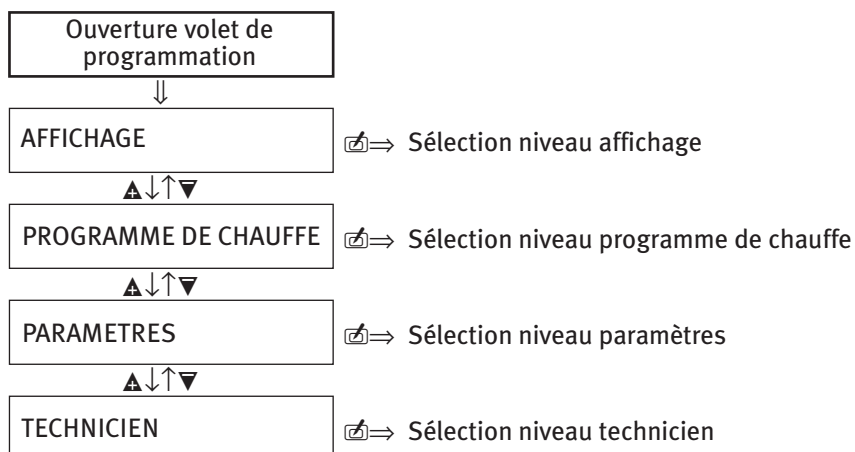 Ouverture volet de
programmation
⇓
AFFICHAGE
⇒ Sélection niveau affichage
↓↑
PROGRAMME DE CHAUFFE
⇒ Sélection niveau programme de chauffe
↓↑
PARAMETRES
⇒ Sélection niveau paramètres
↓↑
TECHNICIEN
⇒ Sélection niveau technicien